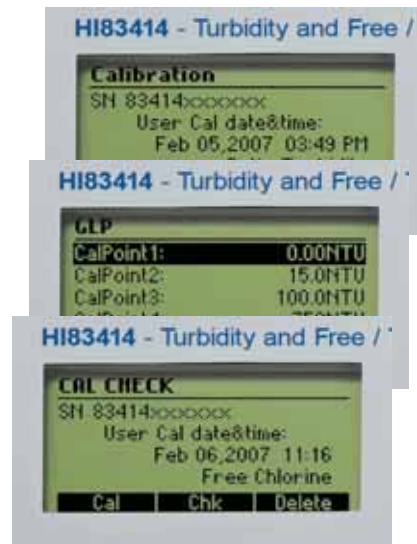 HI83414 - Turbidity and Free /
Calibration
SN 83414xxxxxxx
User Cal date&time:
Feb 05,2007 03:49 PM
HI83414 - Turbidity and Free /
GLP
CalPoint1: 0.00NTU
CalPoint2: 15.0NTU
CalPoint3: 100.0NTU
HI83414 - Turbidity and Free /
CAL CHECK
SN 83414xxxxxxx
User Cal date&time:
Feb 06,2007 11:16
Free Chlorine
Cal Chk Delete